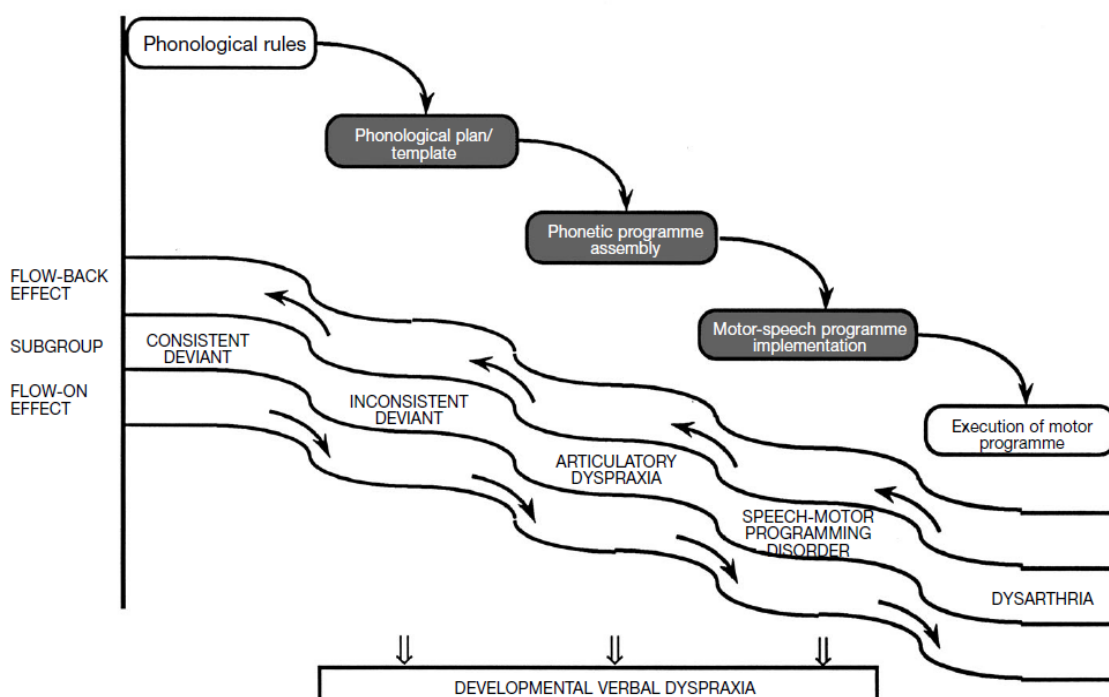 Phonological rules
Phonological plan/
template
Phonetic programme
assembly
Motor-speech programme
implementation
Execution of motor
programme
FLOW-BACK
EFFECT
SUBGROUP
FLOW-ON
EFFECT
CONSISTENT
DEVIANT
INCONSISTENT
DEVIANT
ARTICULATORY
DYSPRAXIA
SPEECH-MOTOR
PROGRAMMING
DISORDER
DYSARTHRIA
DEVELOPMENTAL VERBAL DYSPRAXIA